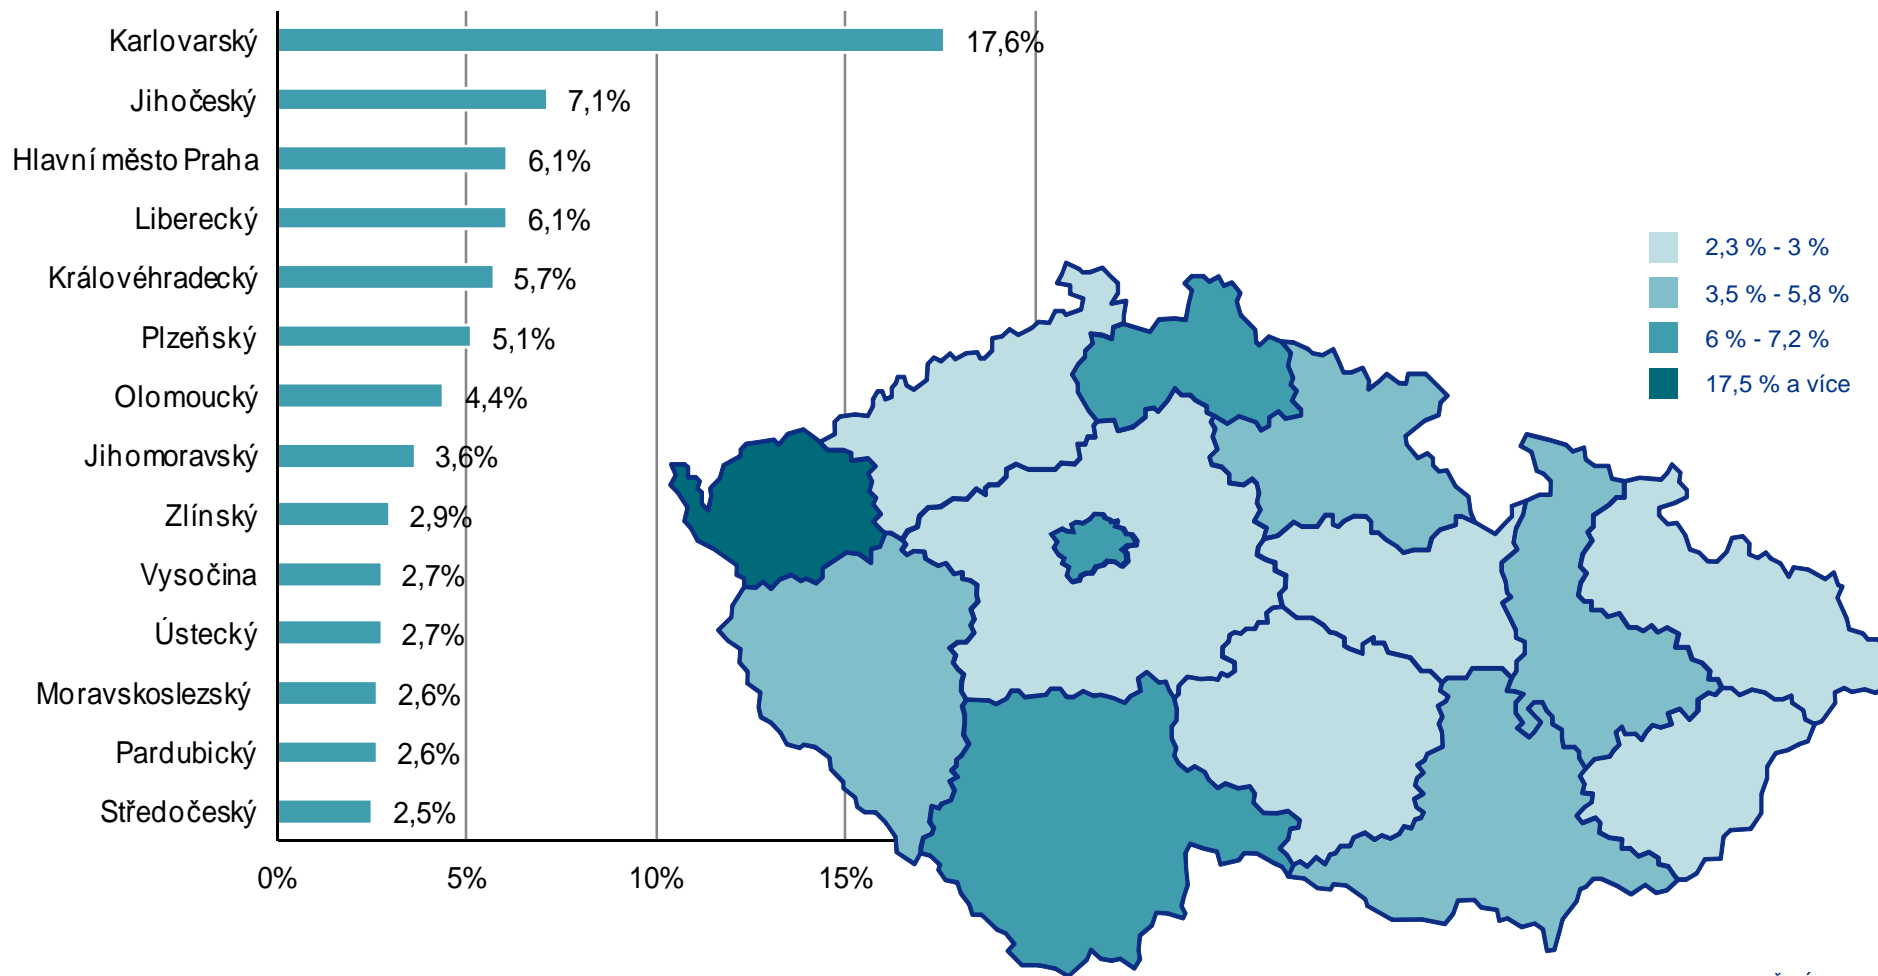 Karlovarský 17,6%
Jihočeský 7,1%
Hlavní město Praha 6,1%
Liberecký 6,1%
Královéhradecký 5,7%
Plzeňský 5,1%
Olomoucký 4,4%
Jihomoravský 3,6%
Zlínský 2,9%
Vysočina 2,7%
Ústecký 2,7%
Moravskoslezský 2,6%
Pardubický 2,6%
Středočeský 2,5%
0% 5% 10% 15%
2,3 % - 3 %
3,5 % - 5,8 %
6 % - 7,2 %
17,5 % a více